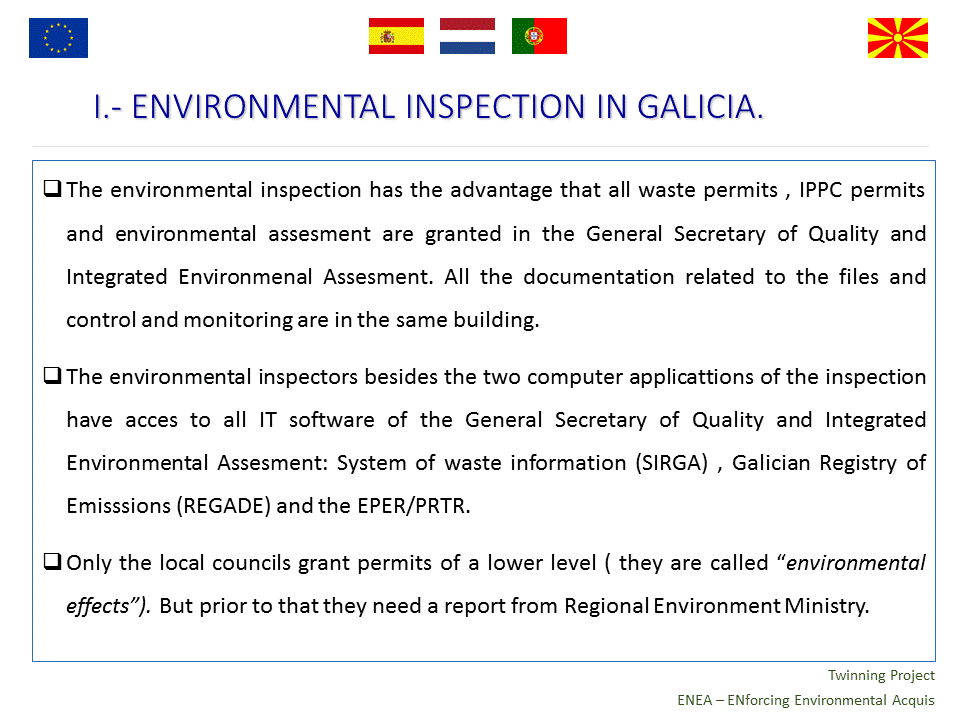 I.- ENVIRONMENTAL INSPECTION IN GALICIA.
The environmental inspection has the advantage that all waste permits , IPPC permits
and environmental assesment are granted in the General Secretary of Quality and
Integrated Environmenal Assesment. All the documentation related to the files and
control and monitoring are in the same building.
The environmental inspectors besides the two computer applicattions of the inspection
have acces to all IT software of the General Secretary of Quality and Integrated
Environmental Assesment: System of waste information (SIRGA) , Galician Registry of
Emisssions (REGADE) and the EPER/PRTR.
Only the local councils grant permits of a lower level ( they are called “environmental
effects”). But prior to that they need a report from Regional Environment Ministry.
Twinning Project
ENEA – ENforcing Environmental Acquis